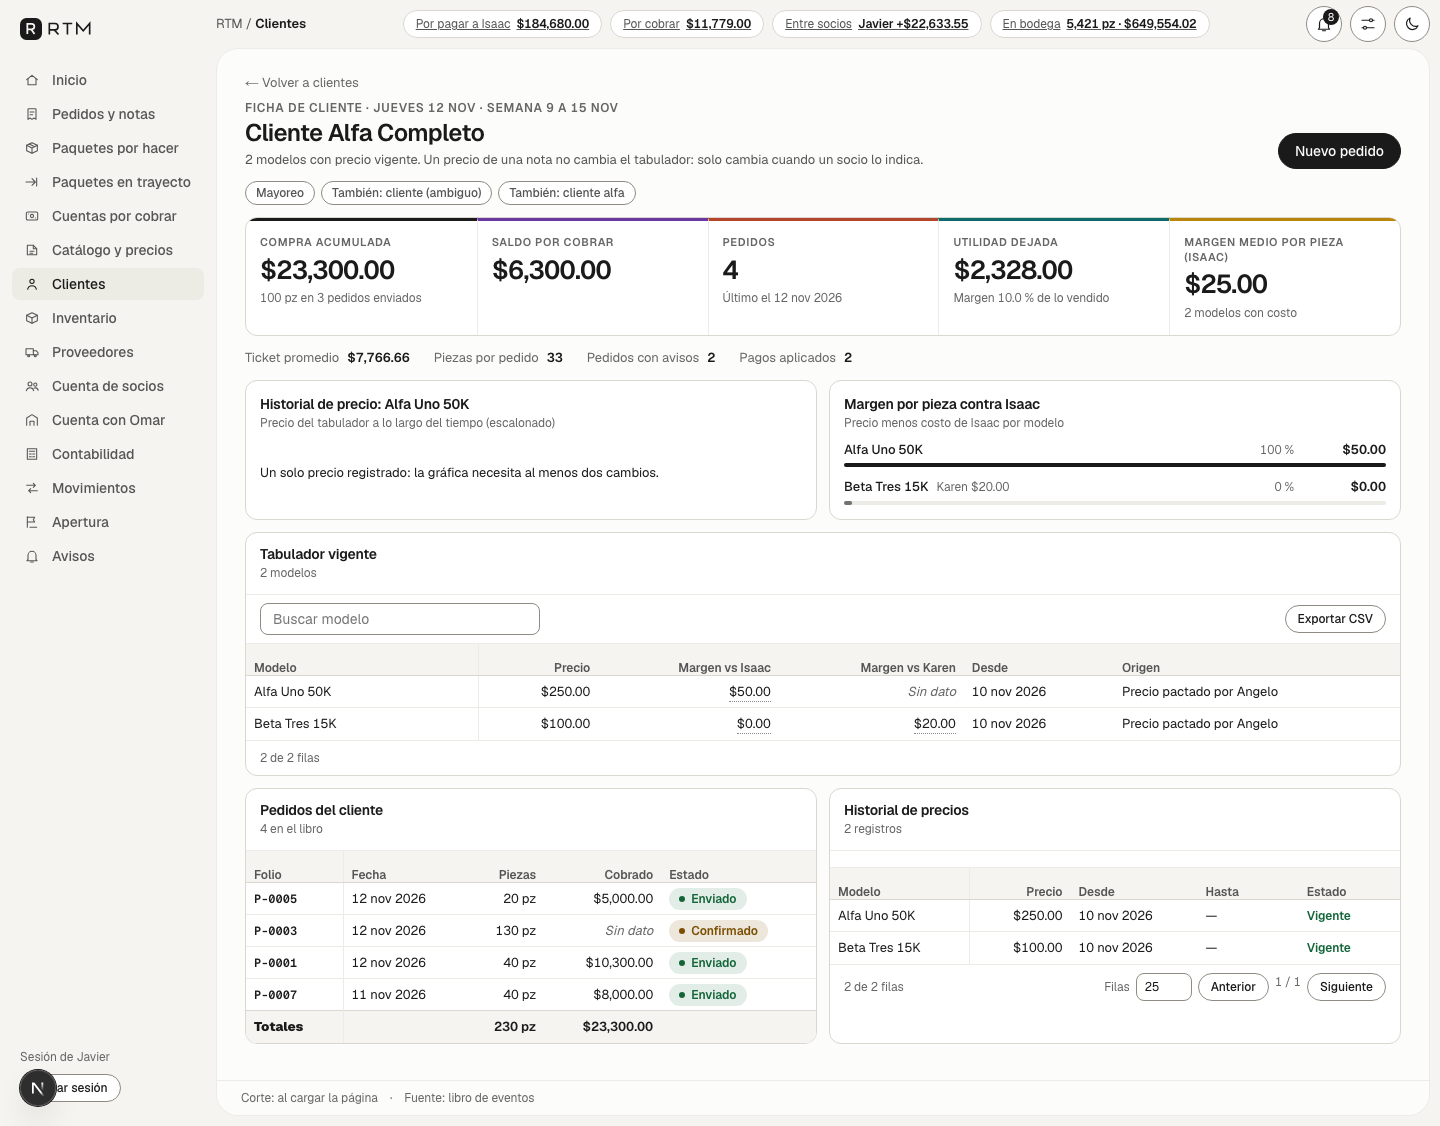 R RTM
RTM / Clientes
Por pagar a Isaac $184,680.00
Por cobrar $11,779.00
Entre socios Javier +$22,633.55
En bodega 5,421 pz · $649,554.02
8
Inicio
Pedidos y notas
Paquetes por hacer
Paquetes en trayecto
Cuentas por cobrar
Catálogo y precios
Clientes
Inventario
Proveedores
Cuenta de socios
Cuenta con Omar
Contabilidad
Movimientos
Apertura
Avisos
Sesión de Javier
N
ar sesión
← Volver a clientes
FICHA DE CLIENTE · JUEVES 12 NOV · SEMANA 9 A 15 NOV
Cliente Alfa Completo
2 modelos con precio vigente. Un precio de una nota no cambia el tabulador: solo cambia cuando un socio lo indica.
Nuevo pedido
Mayoreo
También: cliente (ambiguo)
También: cliente alfa
COMPRA ACUMULADA
$23,300.00
100 pz en 3 pedidos enviados
SALDO POR COBRAR
$6,300.00
PEDIDOS
4
Último el 12 nov 2026
UTILIDAD DEJADA
$2,328.00
Margen 10.0 % de lo vendido
MARGEN MEDIO POR PIEZA
(ISAAC)
$25.00
2 modelos con costo
Ticket promedio $7,766.66
Piezas por pedido 33
Pedidos con avisos 2
Pagos aplicados 2
Historial de precio: Alfa Uno 50K
Precio del tabulador a lo largo del tiempo (escalonado)
Un solo precio registrado: la gráfica necesita al menos dos cambios.
Margen por pieza contra Isaac
Precio menos costo de Isaac por modelo
Alfa Uno 50K 100 % $50.00
Beta Tres 15K Karen $20.00 0 % $0.00
Tabulador vigente
2 modelos
Buscar modelo
Exportar CSV
Modelo Precio Margen vs Isaac Margen vs Karen Desde Origen
Alfa Uno 50K $250.00 $50.00 Sin dato 10 nov 2026 Precio pactado por Angelo
Beta Tres 15K $100.00 $0.00 $20.00 10 nov 2026 Precio pactado por Angelo
2 de 2 filas
Pedidos del cliente
4 en el libro
Folio Fecha Piezas Cobrado Estado
P-0005 12 nov 2026 20 pz $5,000.00 Enviado
P-0003 12 nov 2026 130 pz Sin dato Confirmado
P-0001 12 nov 2026 40 pz $10,300.00 Enviado
P-0007 11 nov 2026 40 pz $8,000.00 Enviado
Totales 230 pz $23,300.00
Historial de precios
2 registros
Modelo Precio Desde Hasta Estado
Alfa Uno 50K $250.00 10 nov 2026 — Vigente
Beta Tres 15K $100.00 10 nov 2026 — Vigente
2 de 2 filas Filas 25 Anterior 1 / 1 Siguiente
Corte: al cargar la página · Fuente: libro de eventos